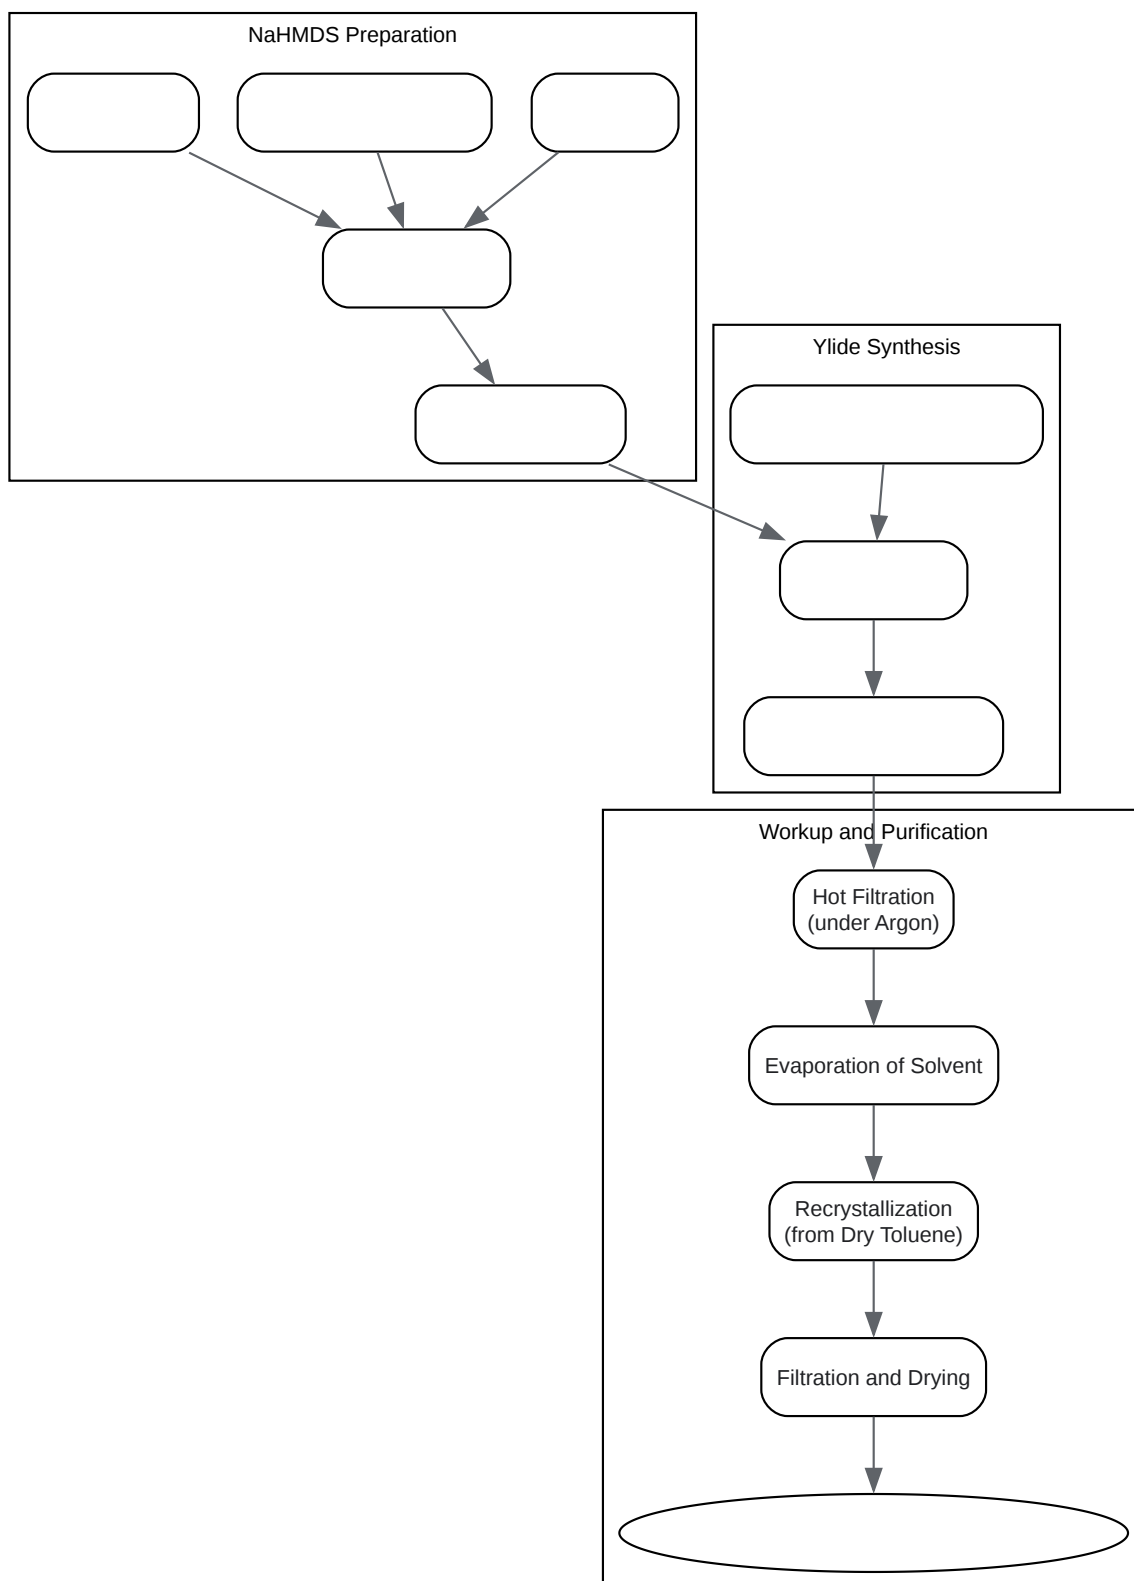 NaHMDS Preparation
Ylide Synthesis
Workup and Purification
Hot Filtration
(under Argon)
Evaporation of Solvent
Recrystallization
(from Dry Toluene)
Filtration and Drying